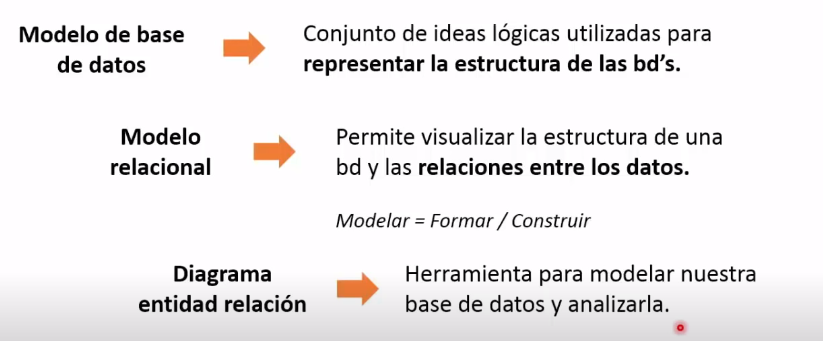 Modelo de base
de datos
Conjunto de ideas lógicas utilizadas para
representar la estructura de las bd's.
Modelo
relacional
Permite visualizar la estructura de una
bd y las relaciones entre los datos.
Modelar = Formar / Construir
Diagrama
entidad relación
Herramienta para modelar nuestra
base de datos y analizarla.